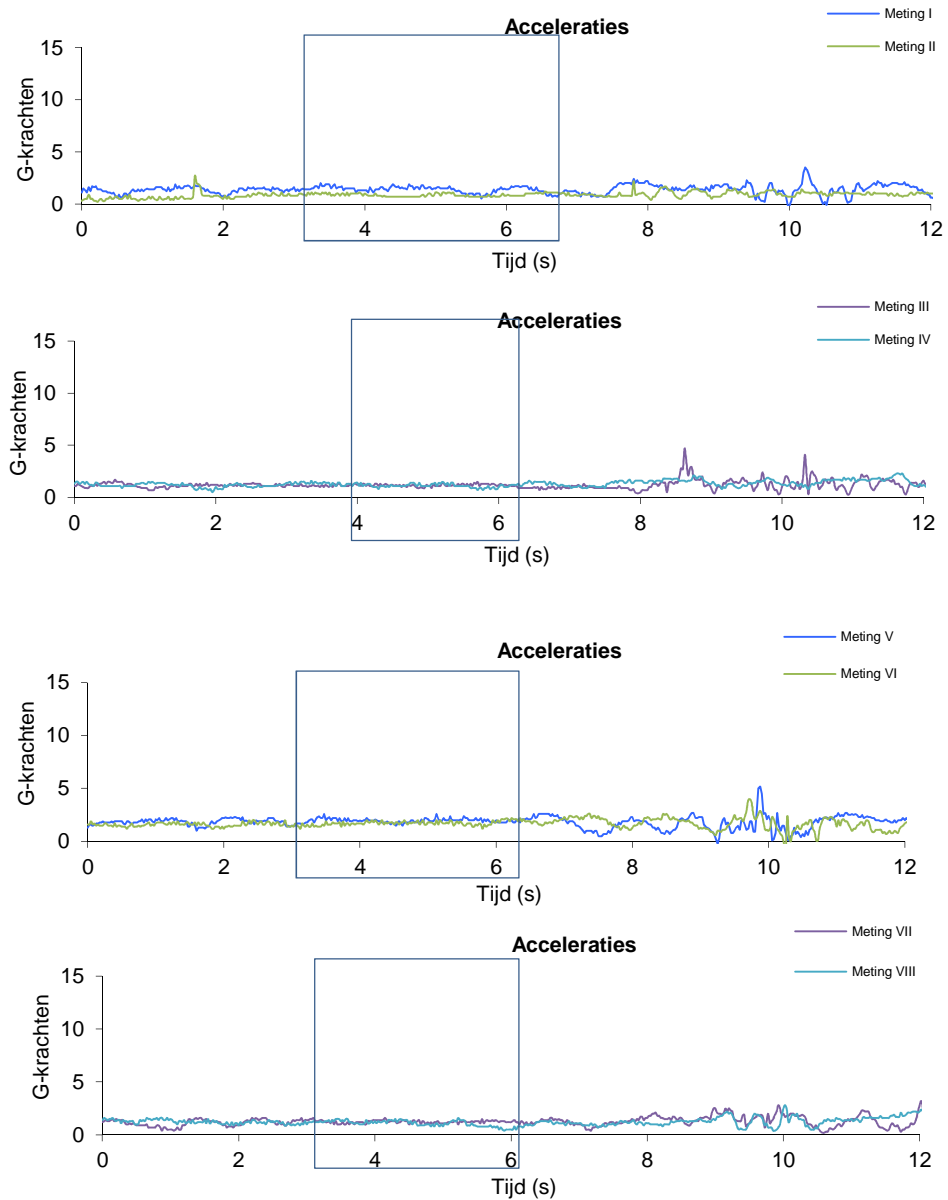 Acceleraties
Meting I
Meting II
15
10
5
0
G-krachten
0 2 4 6 8 10 12
Tijd (s)
Acceleraties
Meting III
Meting IV
15
10
5
0
G-krachten
0 2 4 6 8 10 12
Tijd (s)
Acceleraties
Meting V
Meting VI
15
10
5
0
G-krachten
0 2 4 6 8 10 12
Tijd (s)
Acceleraties
Meting VII
Meting VIII
15
10
5
0
G-krachten
0 2 4 6 8 10 12
Tijd (s)